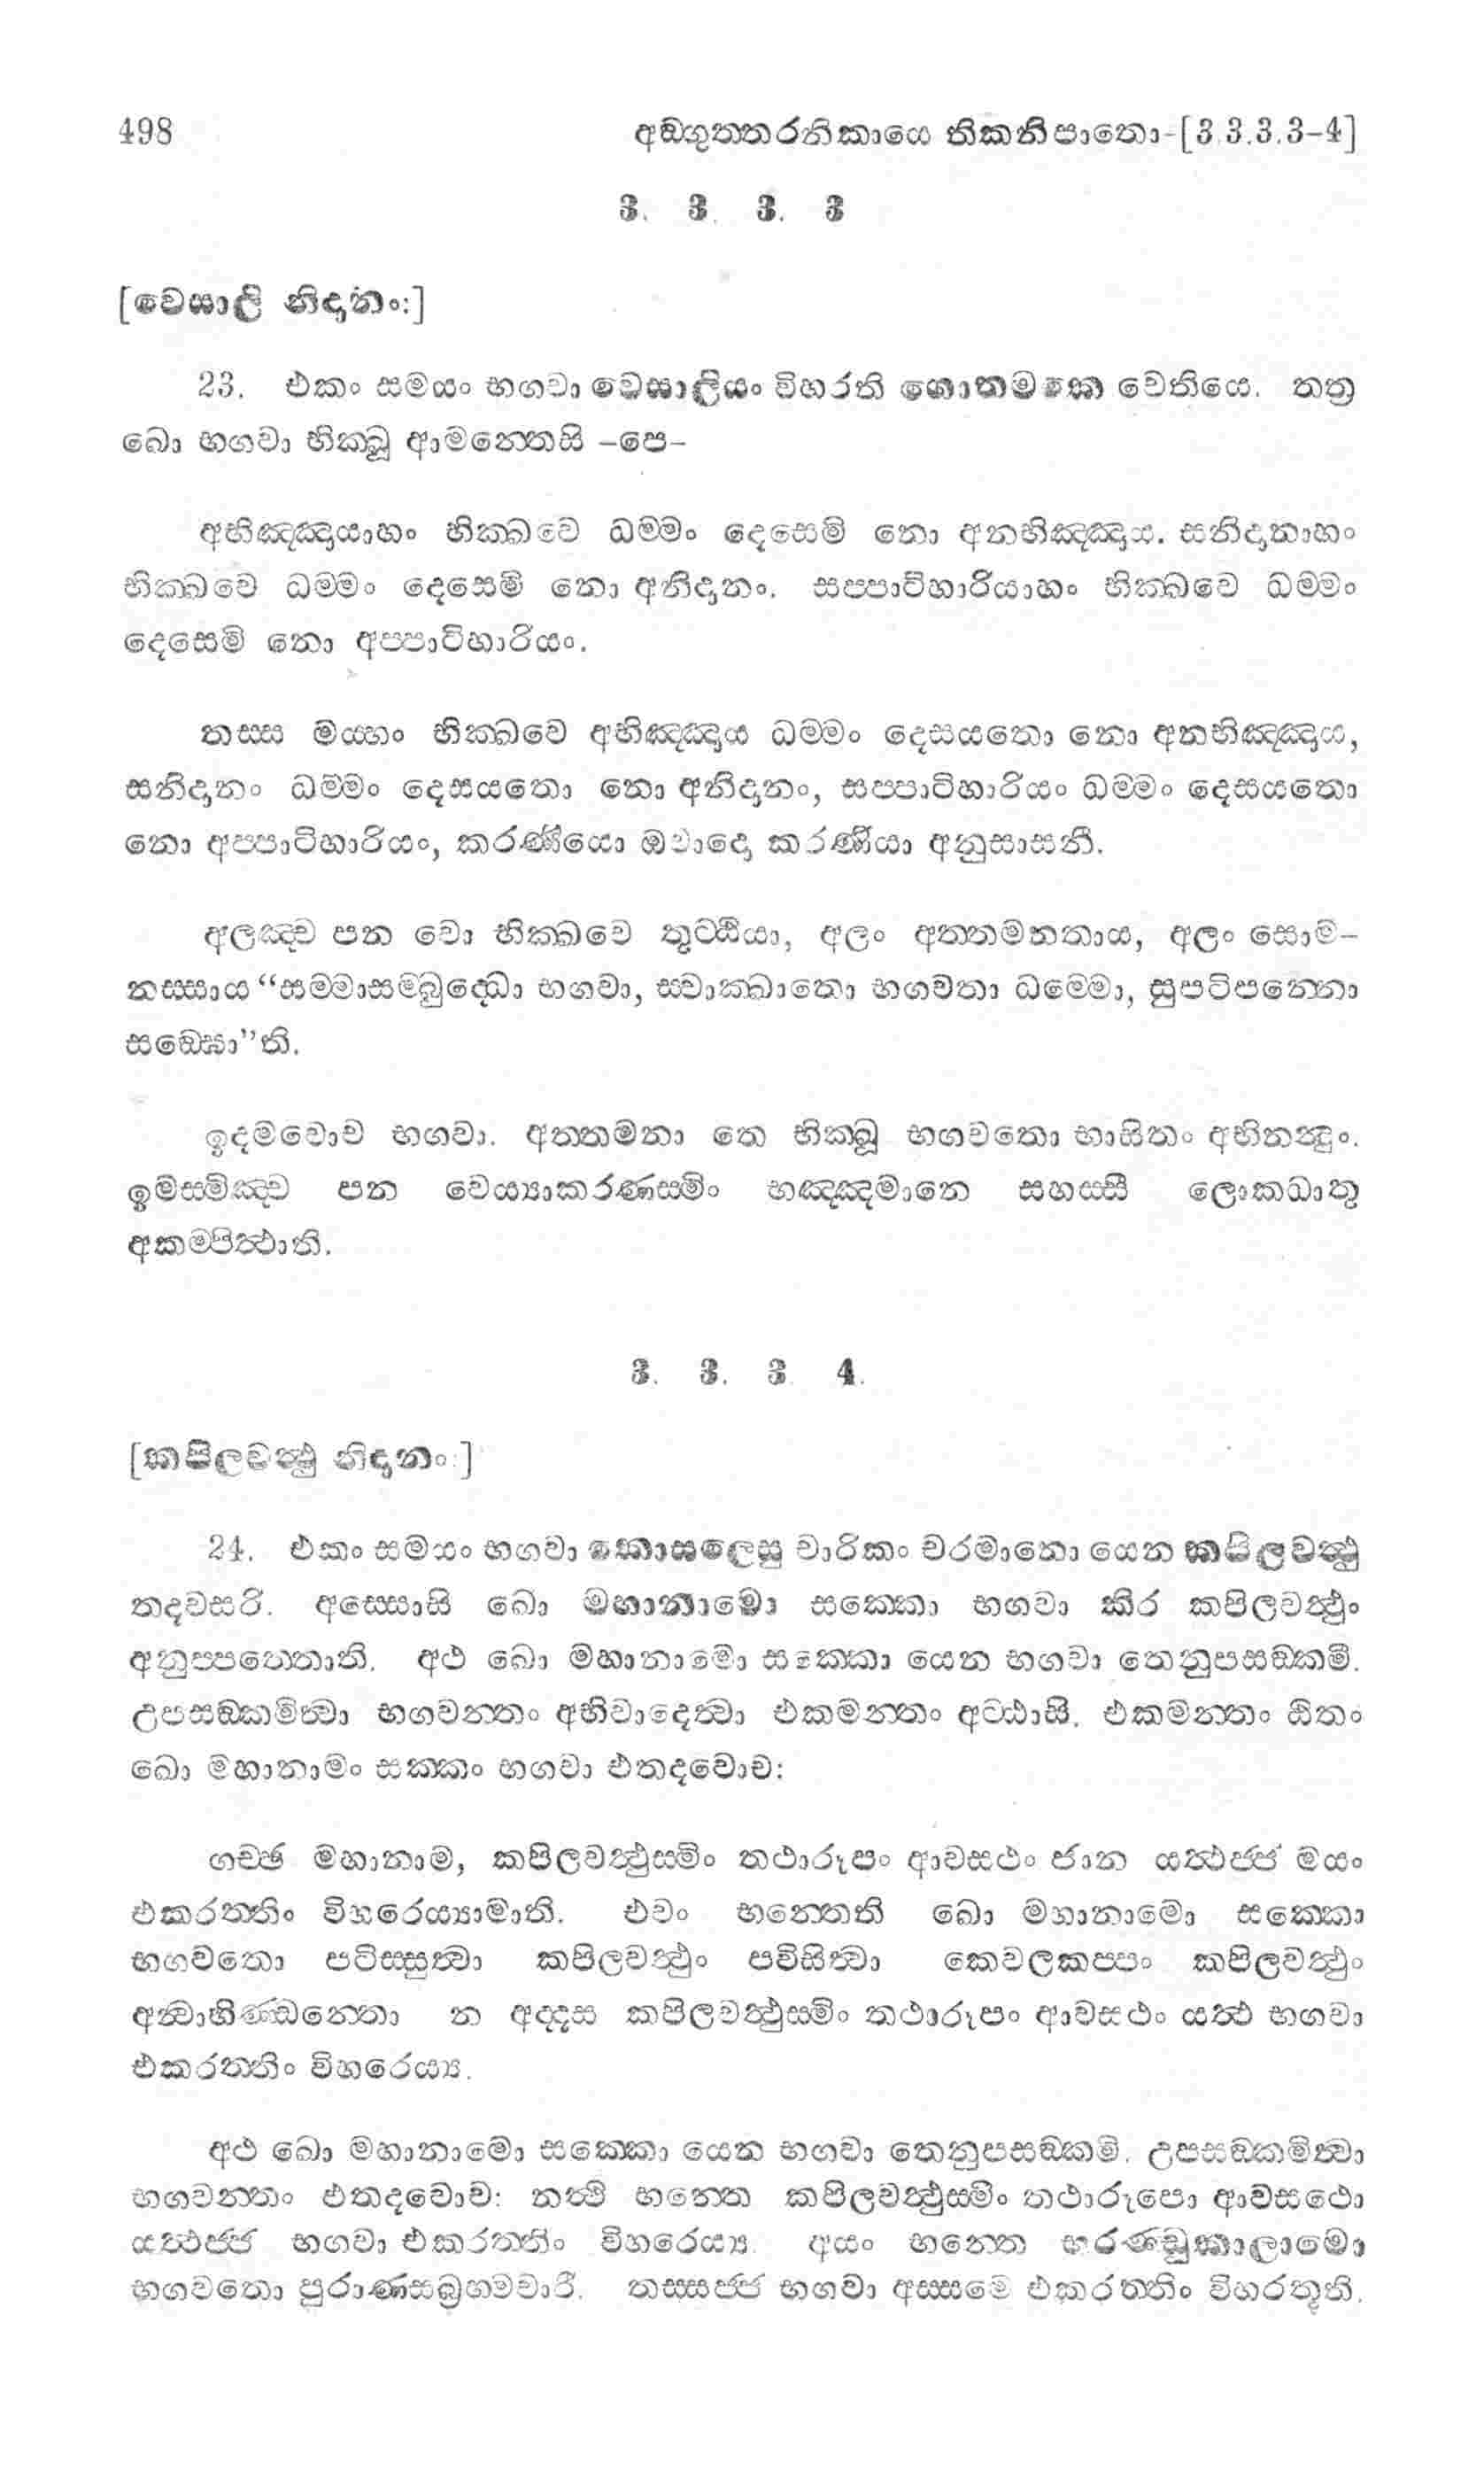 498 අඞ්ගුත්තරනිකායෙ තිකනිපාතො-[3.3.3.3-4]
3. 3. 3. 3
[වෙසාලි නිදානං:]
23. එකං සමයං භගවා වෙසාලියං විහරති ගොතමකෙ චෙතියෙ. තත්‍ර
ඛො භගවා භික්ඛූ ආමන්තෙසි -පෙ-
අභිඤ්ඤායාහං භික්ඛවෙ ධම්මං දෙසෙමි නො අනභිඤ්ඤාය. සනිදානාහං
භික්ඛවෙ ධම්මං දෙසෙමි නො අනිදානං. සප්පාටිහාරියාහං භික්ඛවෙ ධම්මං
දෙසෙමි නො අප්පාටිහාරියං.
තස්ස මය්හං භික්ඛවෙ අභිඤ්ඤාය ධම්මං දෙසයතො නො අනභිඤ්ඤාය,
සනිදානං ධම්මං දෙසයතො නො අනිදානං, සප්පාටිහාරියං ධම්මං දෙසයතො
නො අප්පාටිහාරියං, කරණීයො ඔවාදො කරණීයා අනුසාසනී.
අලඤ්ච පන වො භික්ඛවෙ තුට්ඨියා, අලං අත්තමනතාය, අලං සොම-
නස්සාය “සම්මාසම්බුද්ධො භගවා, ස්වාක්ඛාතො භගවතා ධම්මො, සුපටිපන්නො
සඞ්ඝො”ති.
ඉදමවොච භගවා. අත්තමනා තෙ භික්ඛූ භගවතො භාසිතං අභිනන්දුං.
ඉමස්මිඤ්ච පන වෙය්‍යාකරණස්මිං භඤ්ඤමානෙ සහස්සී ලොකධාතු
අකම්පිත්ථාති.
3. 3. 3. 4.
[කපිලවත්ථු නිදානං:]
24. එකං සමයං භගවා කොසලෙසු චාරිකං චරමානො යෙන කපිලවත්ථු
තදවසරි. අස්සොසි ඛො මහානාමො සක්කො භගවා කිර කපිලවත්ථුං
අනුප්පත්තොති. අථ ඛො මහානාමො සක්කො යෙන භගවා තෙනුපසඞ්කමි.
උපසඞ්කමිත්වා භගවන්තං අභිවාදෙත්වා එකමන්තං අට්ඨාසි. එකමන්තං ඨිතං
ඛො මහානාමං සක්කං භගවා එතදවොච:
ගච්ඡ මහානාම, කපිලවත්ථුස්මිං තථාරූපං ආවසථං ජාන යත්ථජ්ජ මයං
එකරත්තිං විහරෙය්‍යාමාති. එවං භන්තෙති ඛො මහානාමො සක්කො
භගවතො පටිස්සුත්වා කපිලවත්ථුං පවිසිත්වා කෙවලකප්පං කපිලවත්ථුං
අන්වාහිණ්ඩන්තො න අද්දස කපිලවත්ථුස්මිං තථාරූපං ආවසථං යත්ථ භගවා
එකරත්තිං විහරෙය්‍ය.
අථ ඛො මහානාමො සක්කො යෙන භගවා තෙනුපසඞ්කමි. උපසඞ්කමිත්වා
භගවන්තං එතදවොච: නත්ථි භන්තෙ කපිලවත්ථුස්මිං තථාරූපො ආවසථො
යත්ථජ්ජ භගවා එකරත්තිං විහරෙය්‍ය. අයං භන්තෙ භරණ්ඩුකාලාමො
භගවතො පුරාණසබ්‍රහ්මචාරී. තස්සජ්ජ භගවා අස්සමෙ එකරත්තිං විහරතූති.